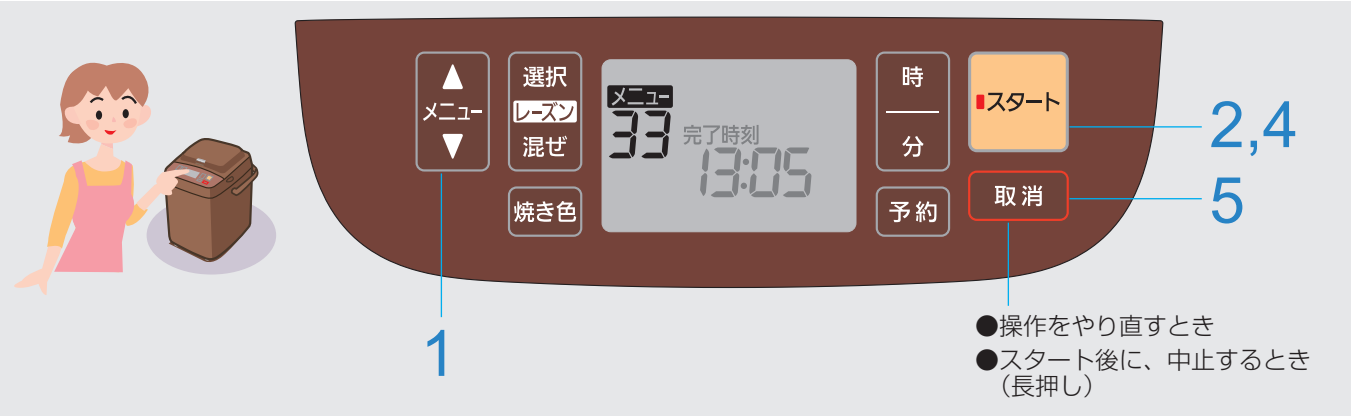 ▲
メニュー
▼
選択
レーズン
混ぜ
焼き色
メニュー
33
完了時刻
13:05
時
分
予約
スタート
取消
1
2,4
5
●操作をやり直すとき
●スタート後に、中止するとき
（長押し）